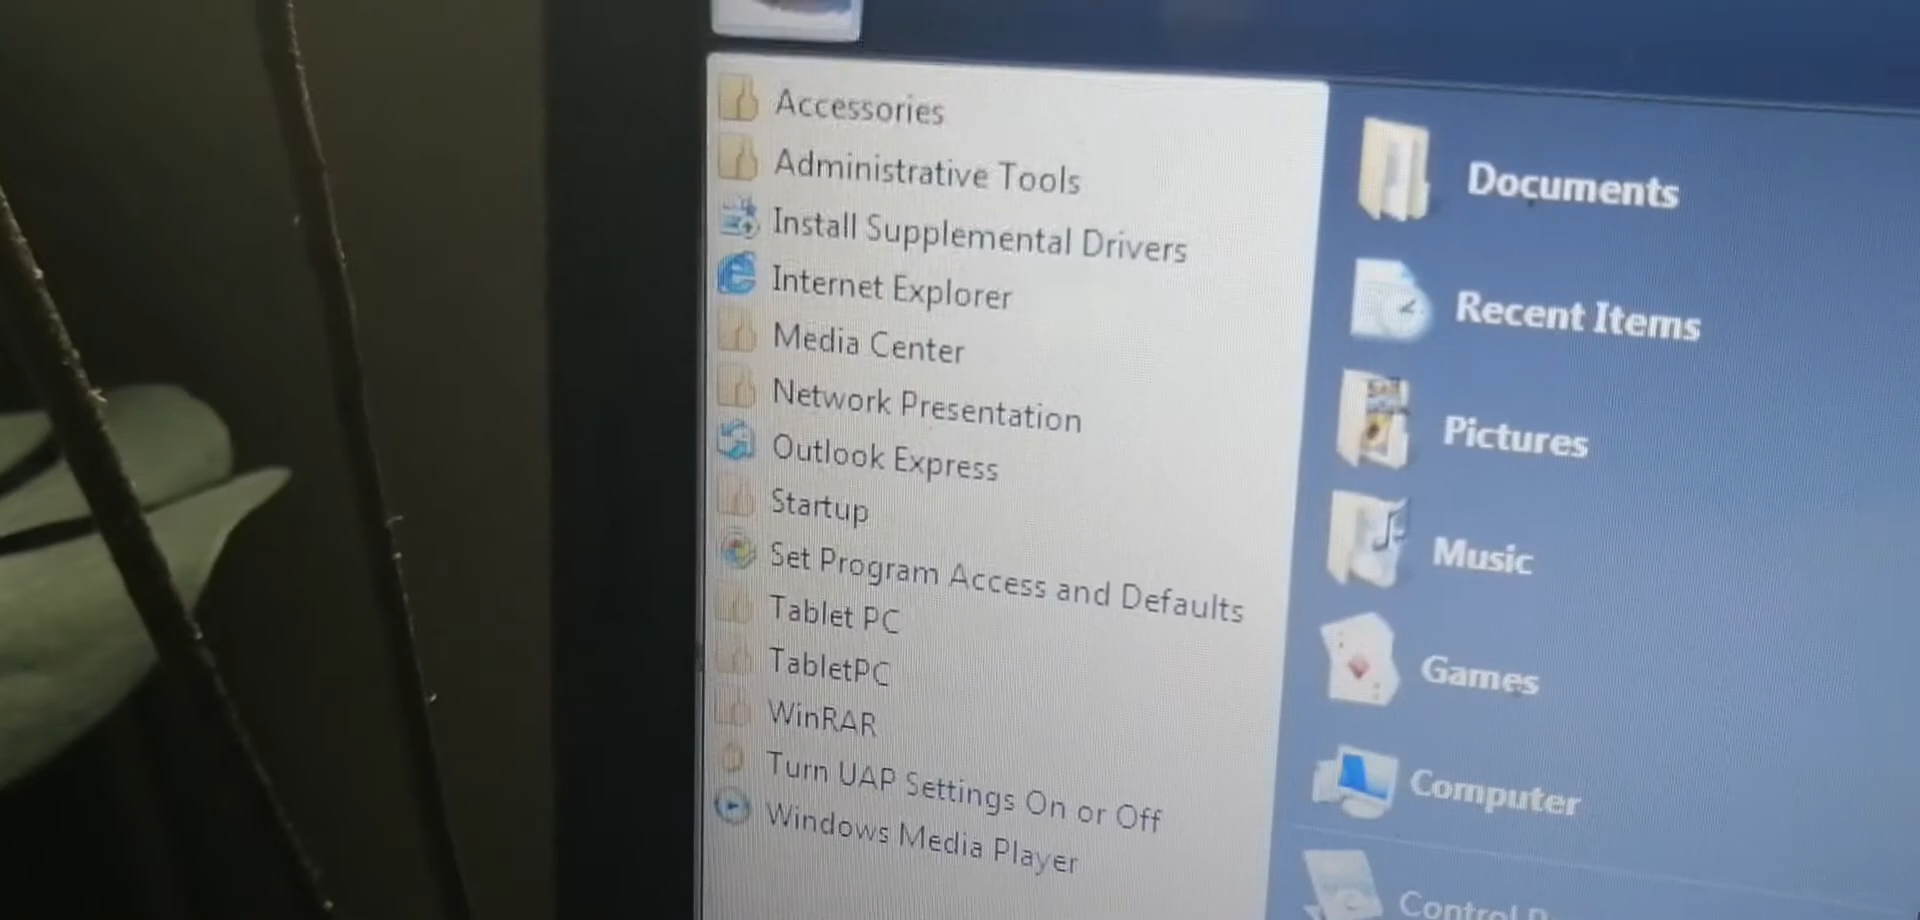 Accessories
Administrative Tools
Install Supplemental Drivers
Internet Explorer
Media Center
Network Presentation
Outlook Express
Startup
Set Program Access and Defaults
Tablet PC
TabletPC
WinRAR
Turn UAP Settings On or Off
Windows Media Player
Documents
Recent Items
Pictures
Music
Games
Computer
Control